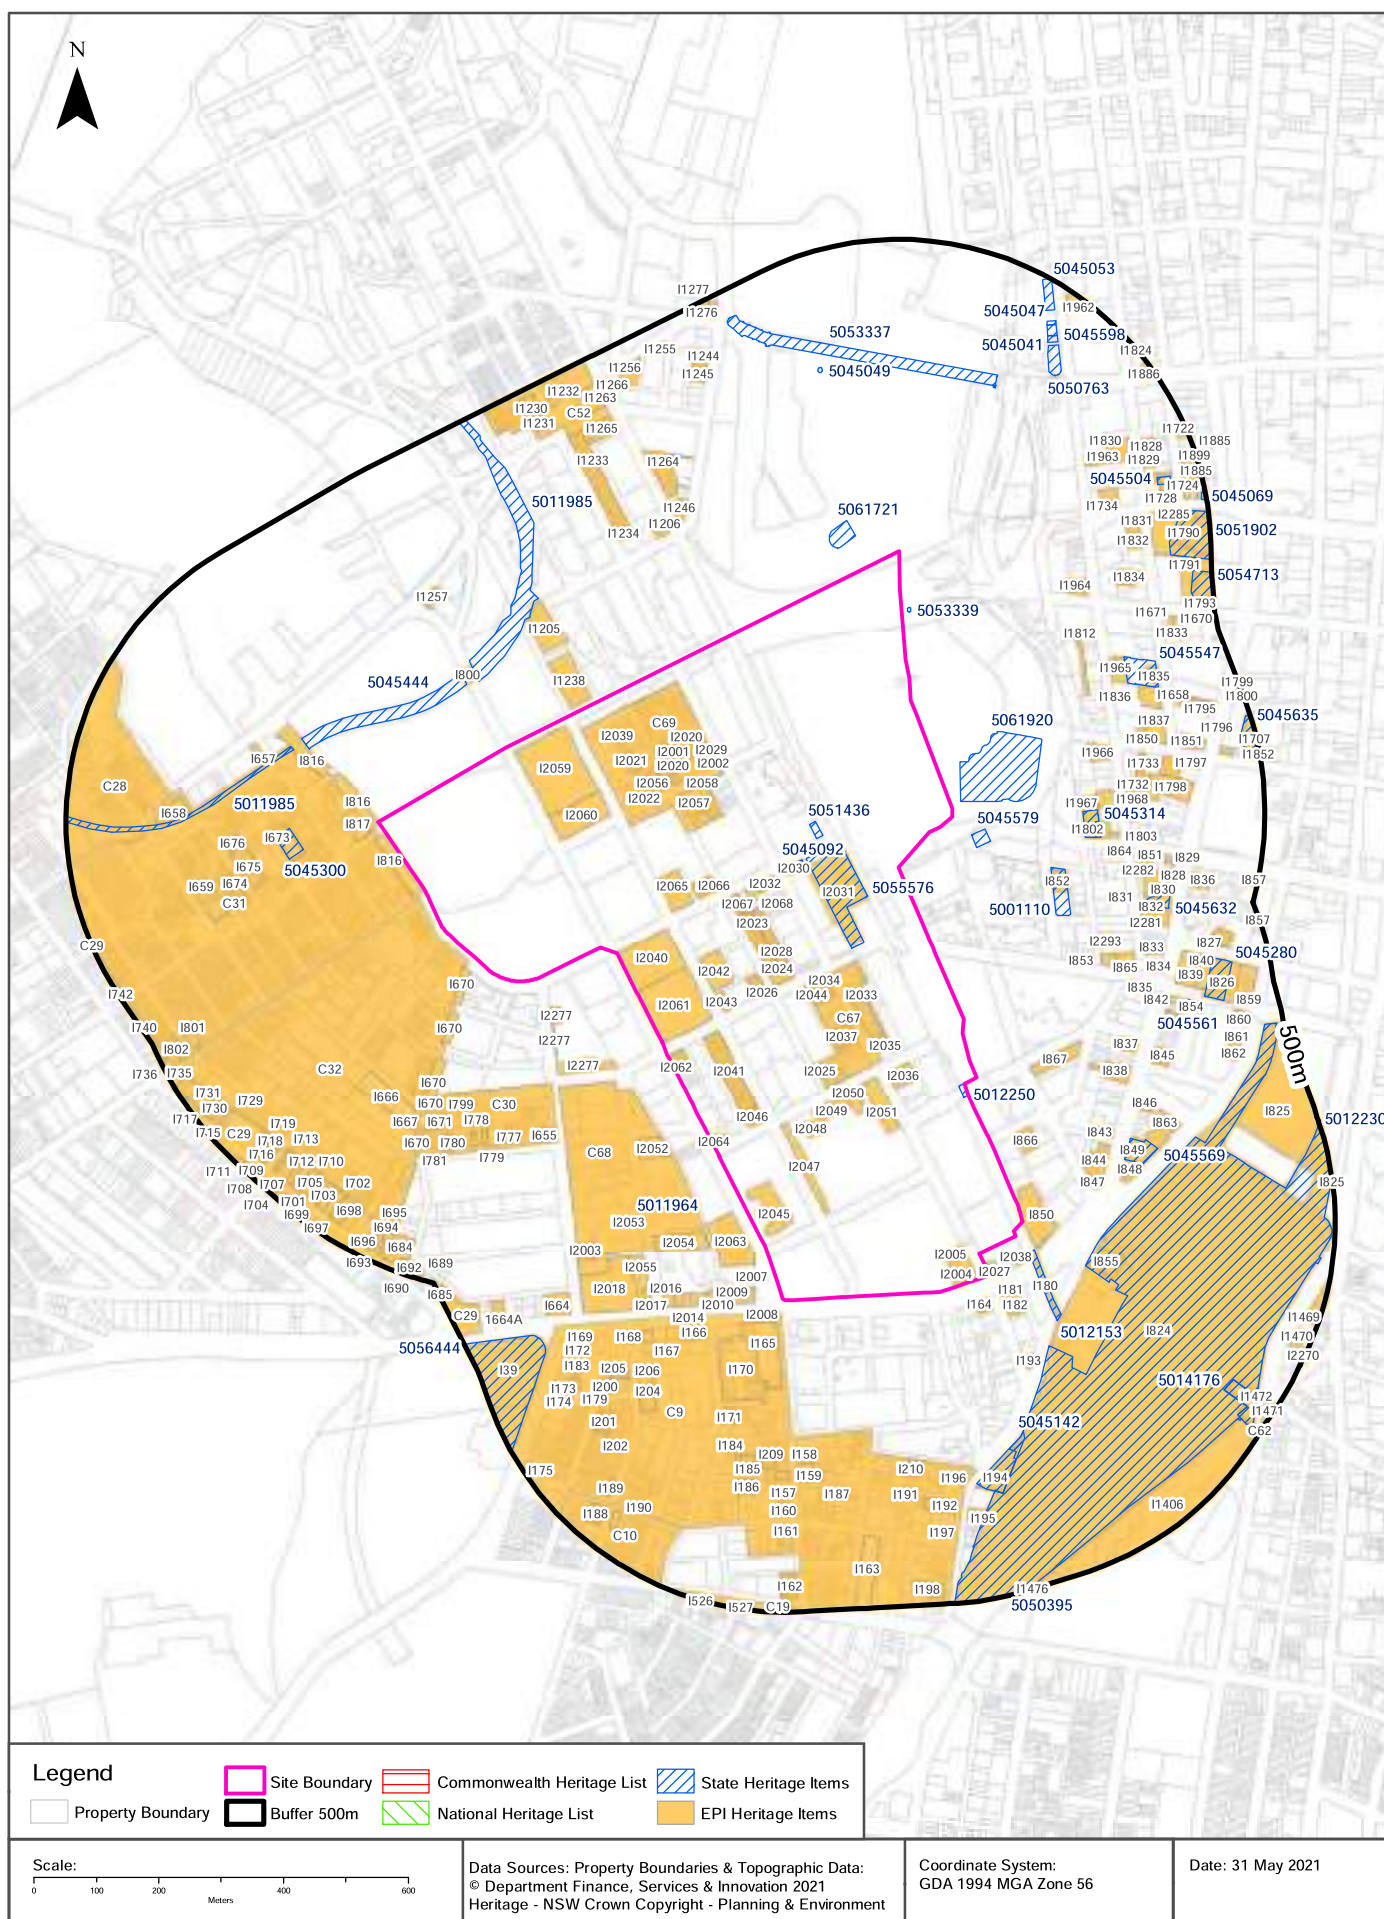 N
5045053
I1277
I1962
5045047
I1276
5053337
5045598
5045041
I1824
I1255
I1244
I1256
5045049
I1886
I1245
I1266
5050763
I1232
I1263
I1230
C52
I1231
I1265
I1722
I1830
I1885
I1828
I1963
I1899
I1829
I1233
I1264
I1885
5045504
I1724
5045069
5011985
I1728
I1734
I1246
5061721
I2285
I1206
I1831
5051902
I1234
I1790
I1832
I1791
5054713
I1834
I1964
I1257
I1793
5053339
I1671
I1670
I1205
I1812
I1833
5045547
I1965
I800
I1835
I1238
5045444
I1799
I1658
I1836
I1800
I1795
C69
5061920
5045635
I1837
I2039
I2020
I1796
I1850
I1707
I1851
I2001
I2029
I1966
I1852
I657
I816
I2021
I2002
I1733
I1797
I2059
I2020
C28
I2056
I2058
I1732
I1798
I2022
I1968
I816
5011985
I2057
I1967
I658
I2060
5051436
5045314
I817
5045579
I1802
I673
I1803
I676
5045092
I864
I851
I829
I816
5045300
I2030
I675
I2282
I828
I852
I857
I659
I674
I2065
I2066
I2032
I2031
5055576
I836
I830
I831
C31
I2067
I2068
5001110
I832
5045632
I2023
I2281
I857
C29
I2293
I827
I833
5045280
I2028
I2040
I853
I840
I865
I834
I2042
I2024
I839
I826
I670
I2034
I835
I742
I2026
I2044
I2033
I842
I859
I2061
I2043
I854
I2277
C67
5045561
I860
I740
I801
I670
I2037
I861
I2277
I2035
I837
I802
I862
I845
500m
I867
C32
I2277
I2062
I2041
I2025
I2036
I838
I736
I735
I670
I731
I2050
5012250
I729
I666
I670
I799
C30
I2049
I2051
I846
I730
I2046
I825
I717
I719
I667
I671
I778
I863
5012230
I715
C29
I2048
I843
I718
I713
I670
I780
I777
I655
I2064
I866
I716
C68
I2052
I849
5045569
I712
I710
I781
I779
I844
I711
I709
I2047
I848
I707
I705
I702
I847
I825
I708
I703
5011964
I704
I701
I698
I695
I2045
I699
I2053
I850
I697
I694
I696
I684
I2003
I2054
I2063
I2005
I2038
I693
I692
I689
I2055
I2027
I855
I2007
I2004
I690
I685
I2018
I2016
I2009
I181
I180
I664
I2017
I2010
I164
I182
C29
1664A
I2014
I2008
I1469
I169
I168
I166
5012153
I824
I165
I1470
5056444
I172
I167
I193
I2270
I183
I205
I206
I170
I39
5014176
I173
I200
I204
I1472
I174
I179
C9
I1471
I201
I171
5045142
C62
I202
I184
I209
I158
I175
I185
I159
I210
I196
I194
I189
I186
I157
I187
I191
I190
I192
I1406
I188
I160
I195
C10
I161
I197
I163
I162
I198
I1476
I526
I527
C19
5050395
Legend
Site Boundary
Commonwealth Heritage List
State Heritage Items
Property Boundary
Buffer 500m
National Heritage List
EPI Heritage Items
Scale:
0 100 200 400 600
Meters
Data Sources: Property Boundaries & Topographic Data:
© Department Finance, Services & Innovation 2021
Heritage - NSW Crown Copyright - Planning & Environment
Coordinate System:
GDA 1994 MGA Zone 56
Date: 31 May 2021